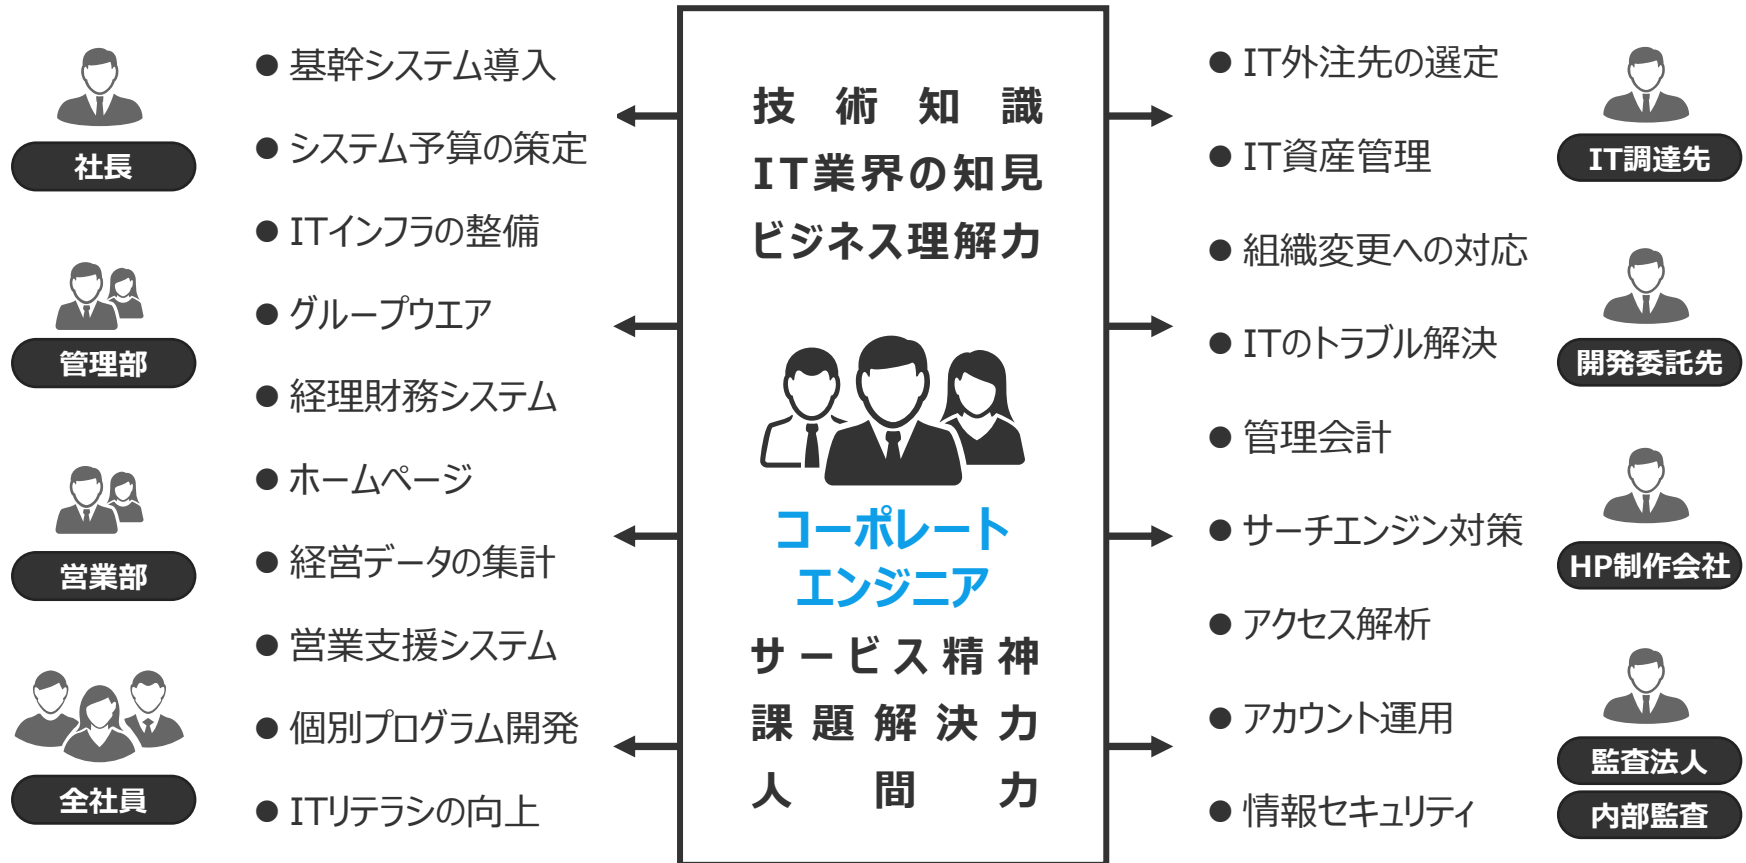 社長
管理部
営業部
全社員
● 基幹システム導入
● システム予算の策定
● ITインフラの整備
● グループウエア
● 経理財務システム
● ホームページ
● 経営データの集計
● 営業支援システム
● 個別プログラム開発
● ITリテラシの向上
技術知識
IT業界の知見
ビジネス理解力
コーポレート
エンジニア
サービス精神
課題解決力
人間力
● IT外注先の選定
● IT資産管理
● 組織変更への対応
● ITのトラブル解決
● 管理会計
● サーチエンジン対策
● アクセス解析
● アカウント運用
● 情報セキュリティ
IT調達先
開発委託先
HP制作会社
監査法人
内部監査